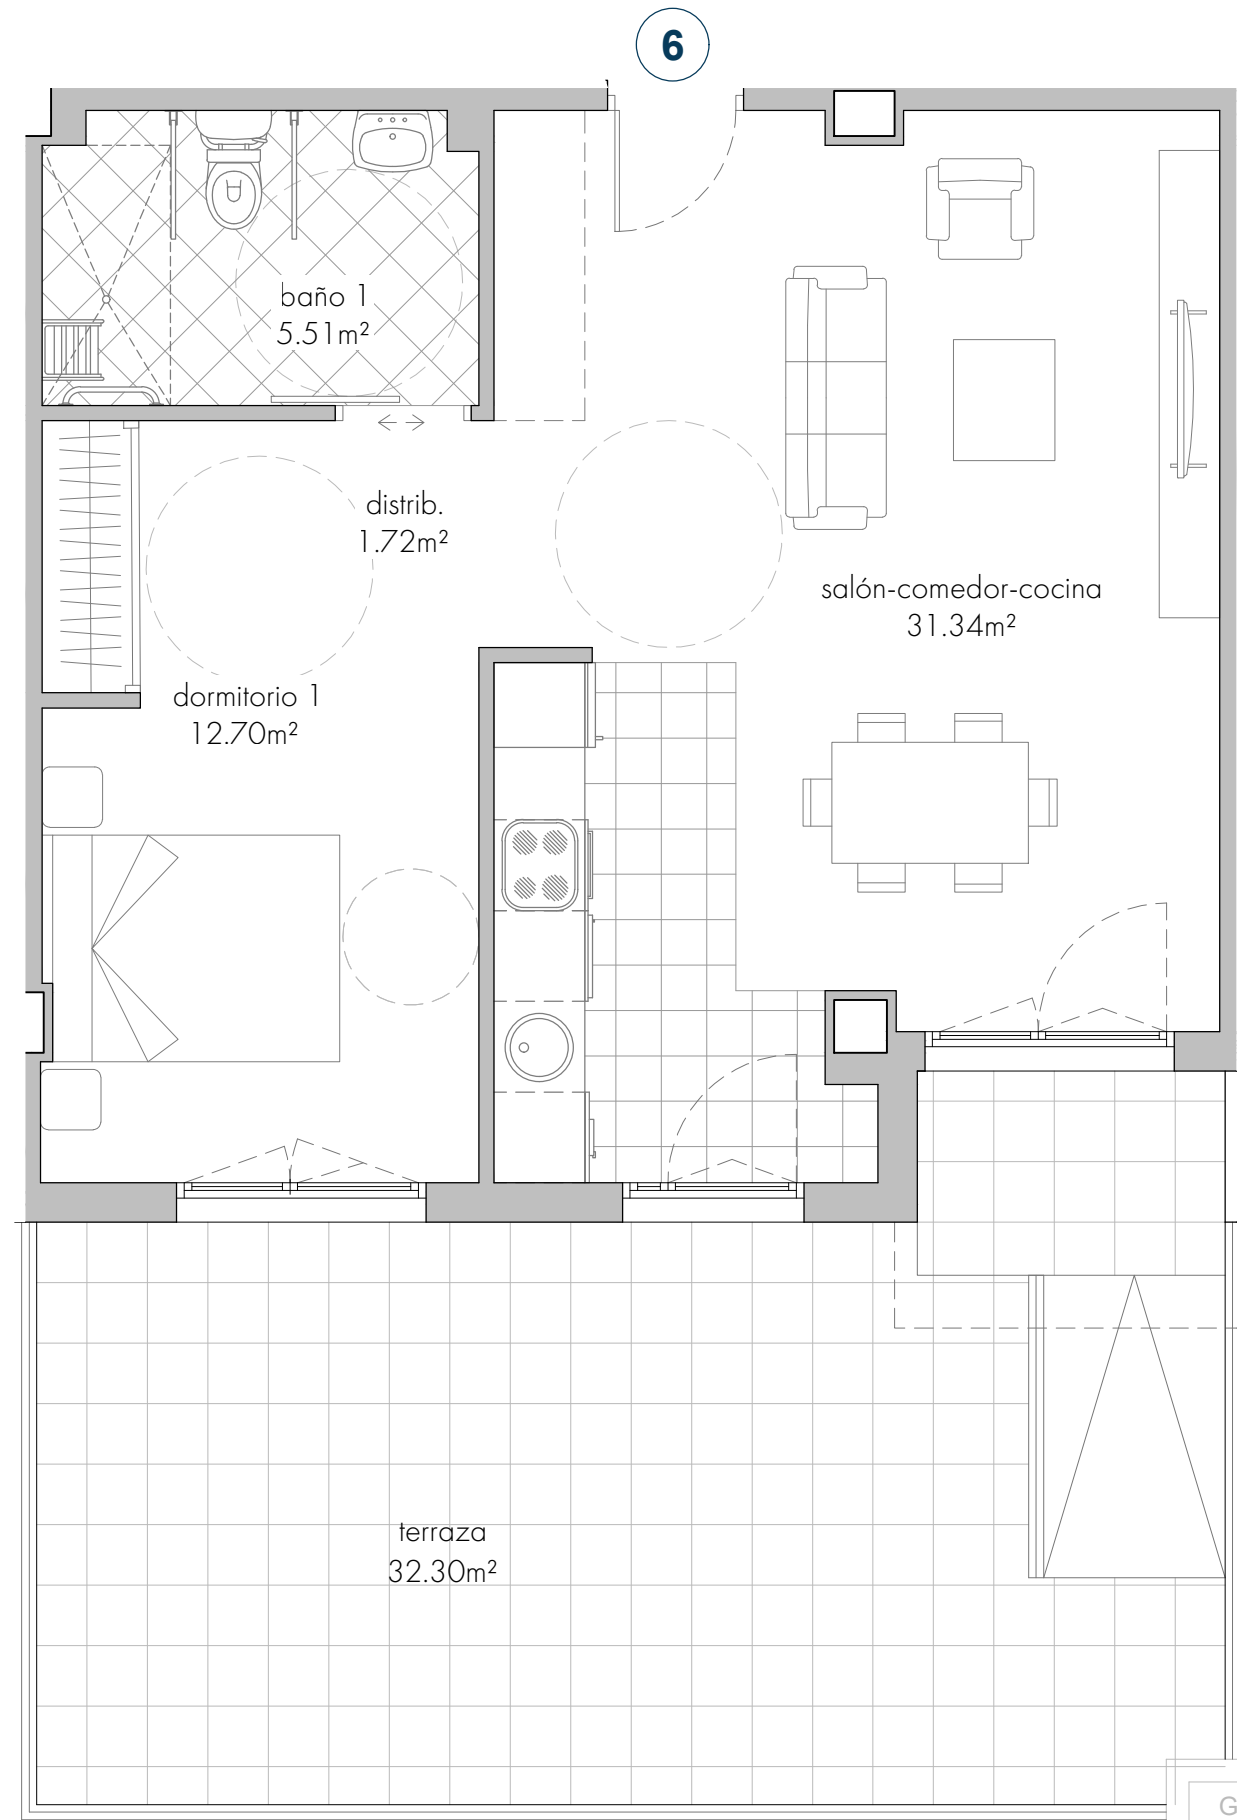 6
baño 1
5.51m²
distrib.
1.72m²
salón-comedor-cocina
31.34m²
dormitorio 1
12.70m²
terraza
32.30m²
G